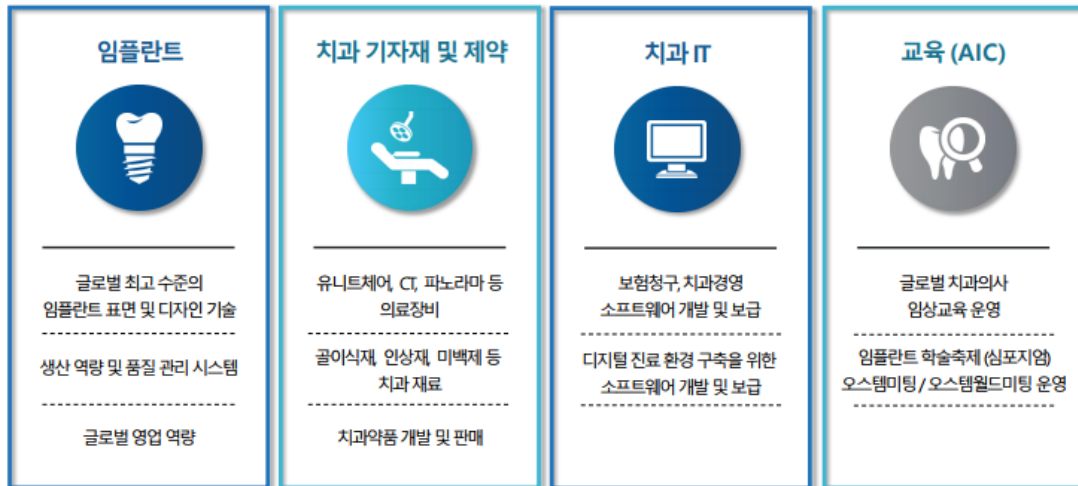 임플란트
글로벌 최고 수준의
임플란트 표면 및 디자인 기술
생산 역량 및 품질 관리 시스템
글로벌 영업 역량
치과 기자재 및 제약
유니트체어, CT, 파노라마 등
의료장비
골이식재, 인상재, 미백제 등
치과 재료
치과약품 개발 및 판매
치과 IT
보험청구, 치과경영
소프트웨어 개발 및 보급
디지털 진료 환경 구축을 위한
소프트웨어 개발 및 보급
교육 (AIC)
글로벌 치과의사
임상교육 운영
임플란트 학술축제 (심포지엄)
오스템미팅 / 오스템월드미팅 운영